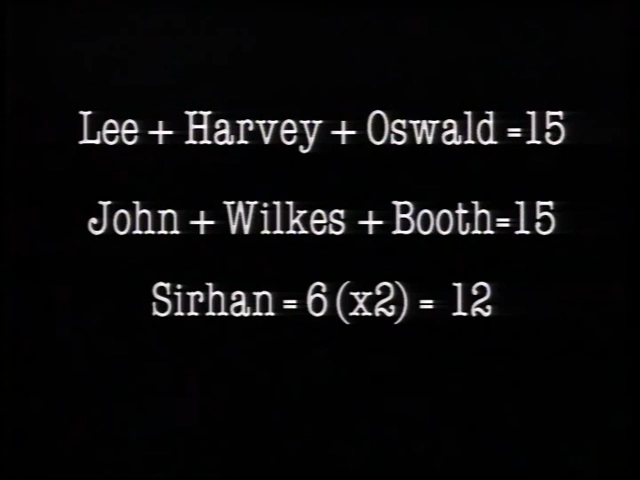 Lee + Harvey + Oswald =15
John + Wilkes + Booth=15
Sirhan = 6 (x2) = 12